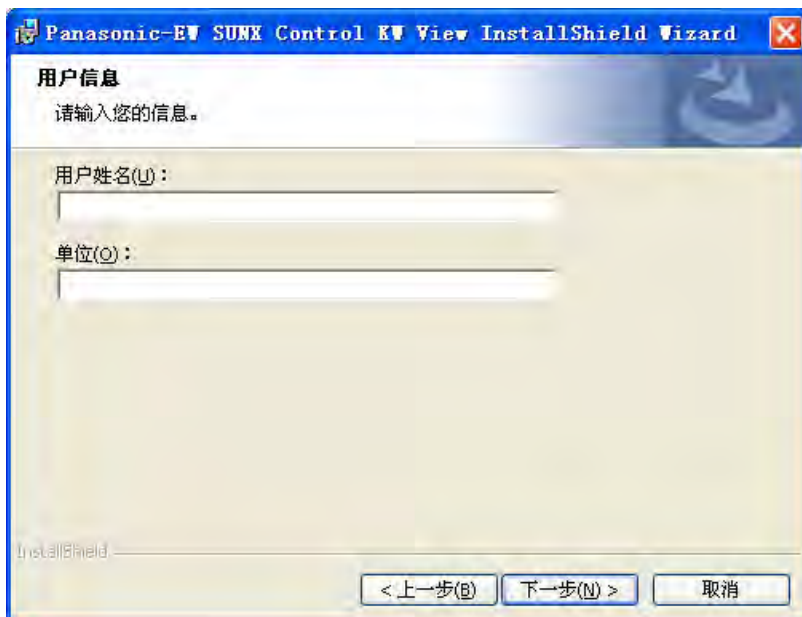 Panasonic-EW SUNX Control KW View InstallShield Wizard
用户信息
请输入您的信息。
用户姓名(U)：
单位(O)：
InstallShield
<上一步(B)
下一步(N)>
取消